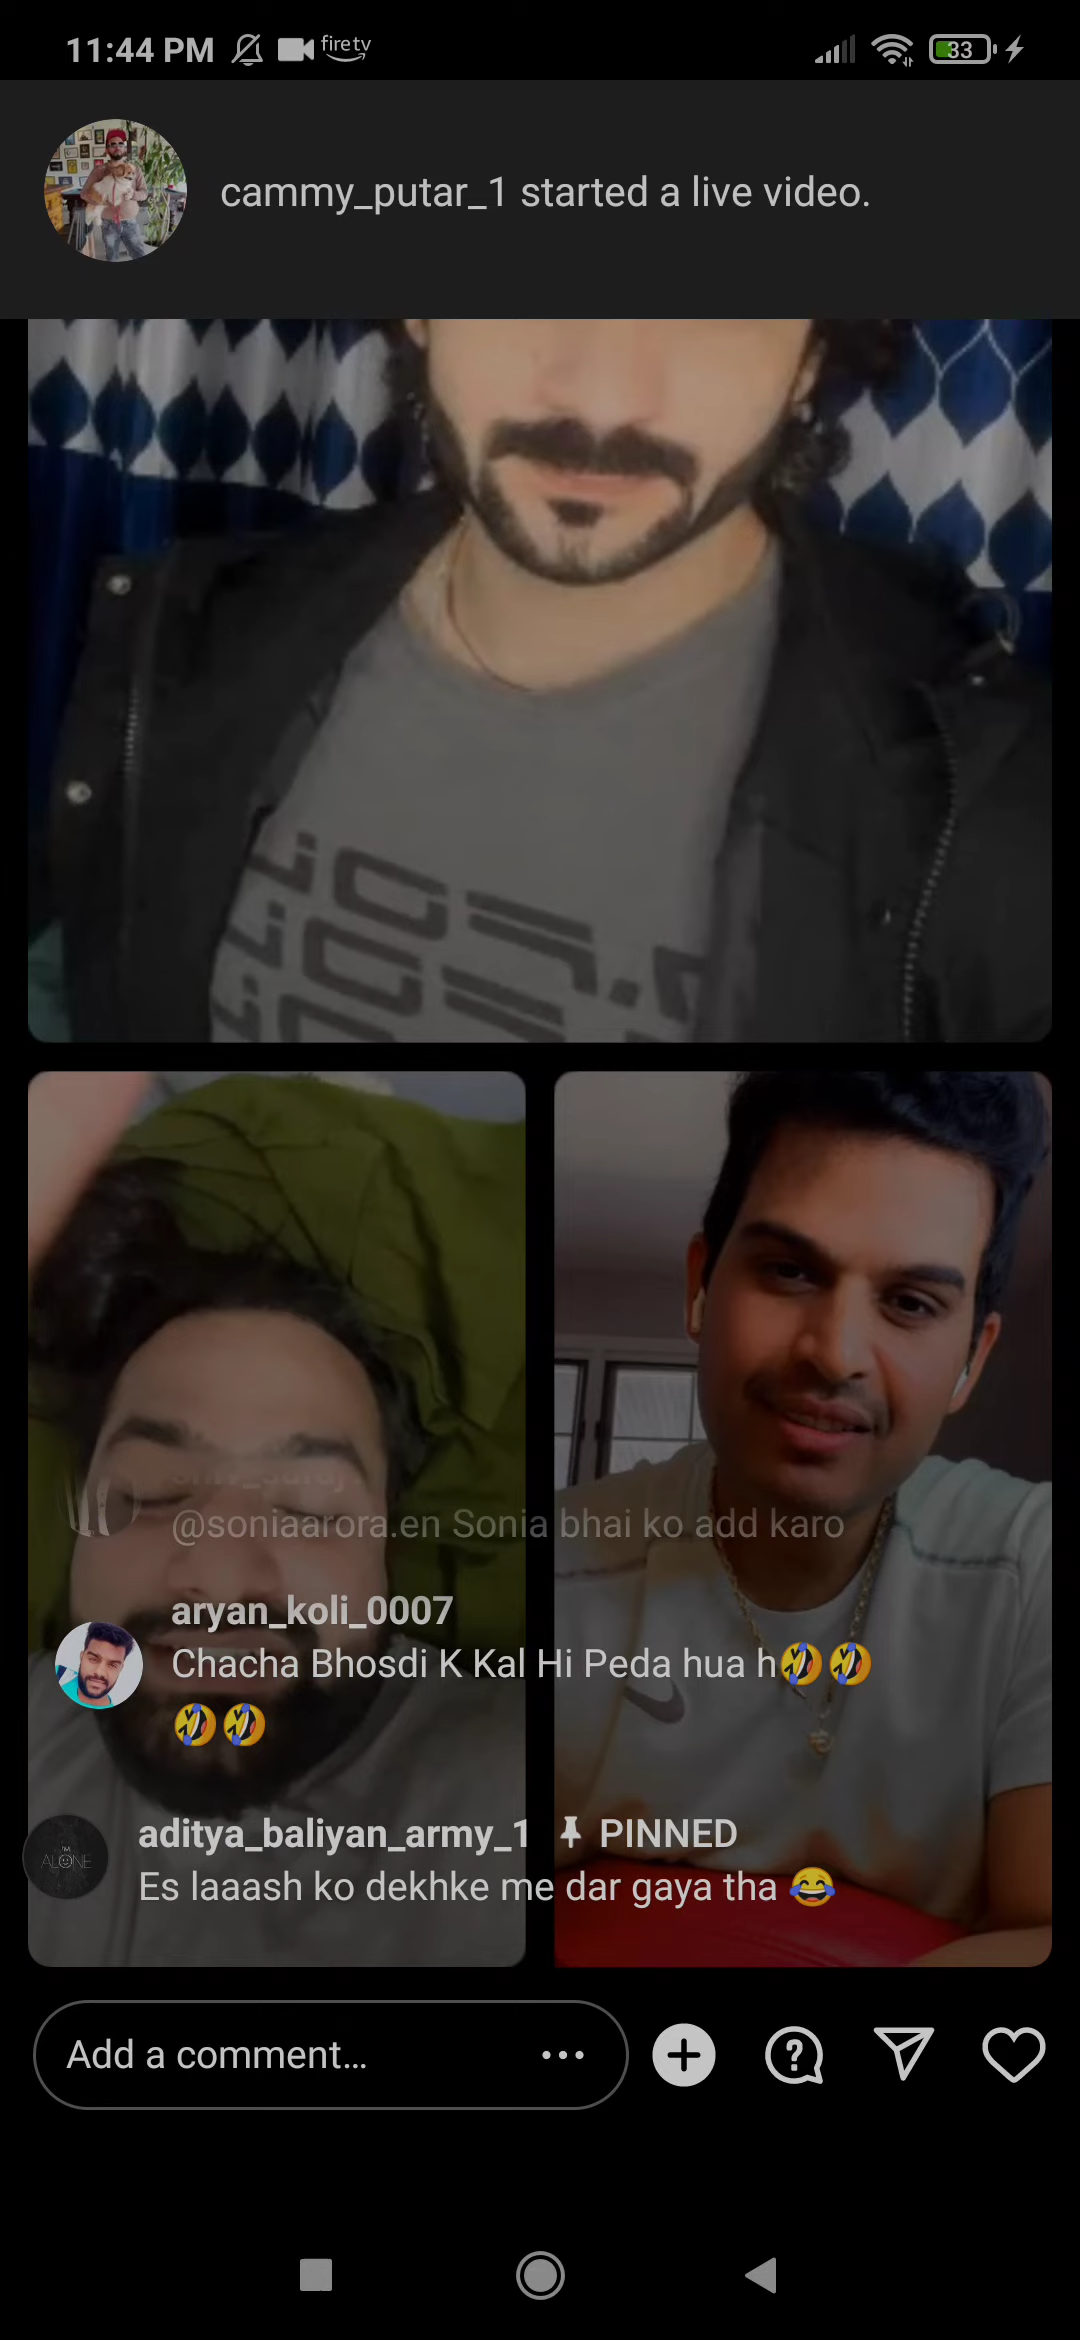 11:44 PM firetv 33
cammy_putar_1 started a live video.
@soniaarora.en Sonia bhai ko add karo
aryan_koli_0007
Chacha Bhosdi K Kal Hi Peda hua h🤣🤣
🤣🤣
aditya_baliyan_army_1 PINNED
I'M
ALONE
Es laaash ko dekhke me dar gaya tha 😂
Add a comment...